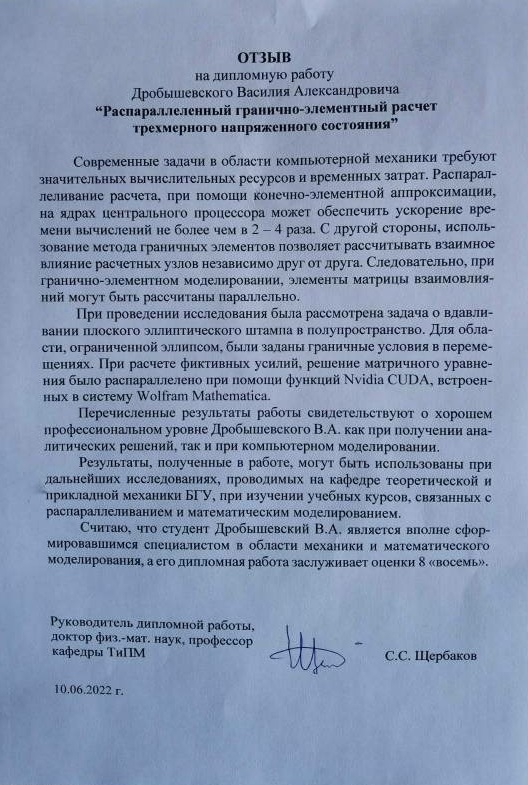 ОТЗЫВ
на дипломную работу
Дробышевского Василия Александровича
“Распараллеленный гранично-элементный расчет
трехмерного напряженного состояния”
Современные задачи в области компьютерной механики требуют
значительных вычислительных ресурсов и временных затрат. Распарал-
леливание расчета, при помощи конечно-элементной аппроксимации,
на ядрах центрального процессора может обеспечить ускорение вре-
мени вычислений не более чем в 2 – 4 раза. С другой стороны, исполь-
зование метода граничных элементов позволяет рассчитывать взаимное
влияние расчетных узлов независимо друг от друга. Следовательно, при
гранично-элементном моделировании, элементы матрицы взаимовлия-
ний могут быть рассчитаны параллельно.
При проведении исследования была рассмотрена задача о вдавли-
вании плоского эллиптического штампа в полупространство. Для обла-
сти, ограниченной эллипсом, были заданы граничные условия в переме-
щениях. При расчете фиктивных усилий, решение матричного уравне-
ния было распараллелено при помощи функций Nvidia CUDA, встроен-
ных в систему Wolfram Mathematica.
Перечисленные результаты работы свидетельствуют о хорошем
профессиональном уровне Дробышевского В.А. как при получении ана-
литических решений, так и при компьютерном моделировании.
Результаты, полученные в работе, могут быть использованы при
дальнейших исследованиях, проводимых на кафедре теоретической и
прикладной механики БГУ, при изучении учебных курсов, связанных с
распараллеливанием и математическим моделированием.
Считаю, что студент Дробышевский В.А. является вполне сфор-
мировавшимся специалистом в области механики и математического
моделирования, а его дипломная работа заслуживает оценки 8 «восемь».
Руководитель дипломной работы,
доктор физ.-мат. наук, профессор
кафедры ТиПМ
С.С. Щербаков
10.06.2022 г.